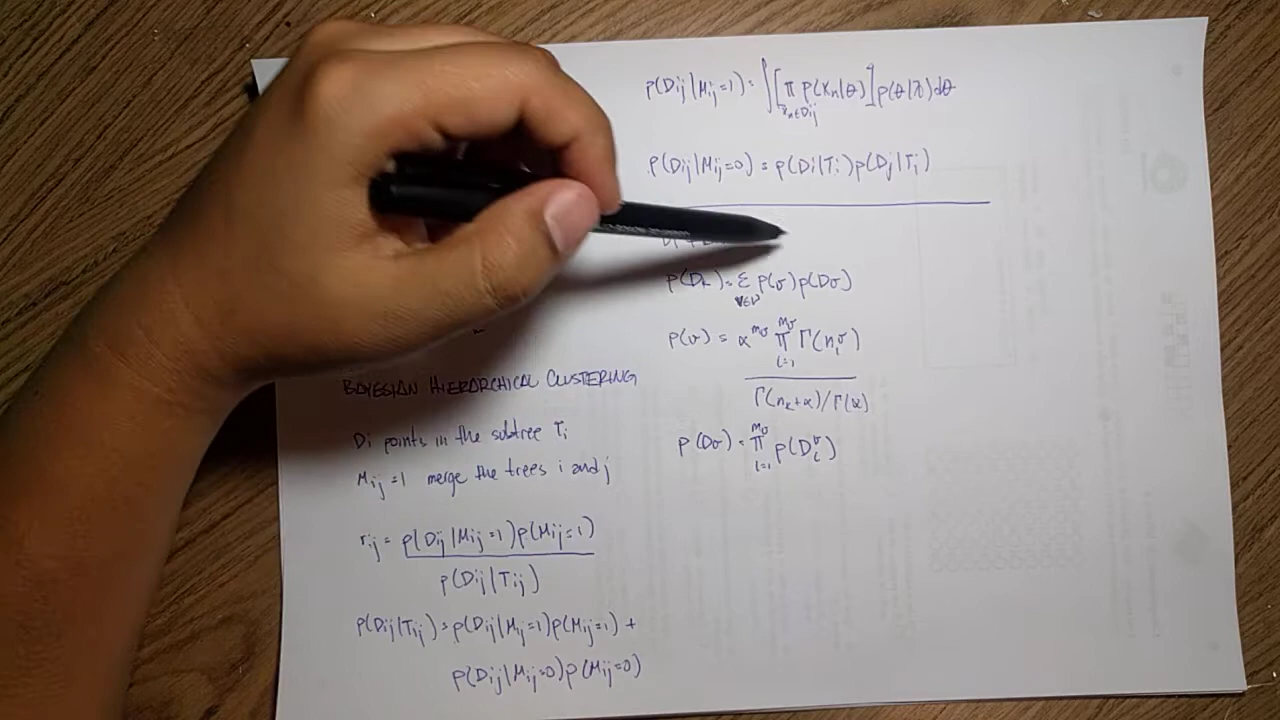 BAYESIAN HIERARCHICAL CLUSTERING
Di points in the subtree Ti
Mij =1 merge the trees i and j
rij = p(Dij|Mij=1)p(Mij=1)
p(Dij|Tij)
p(Dij|Tij)=p(Dij|Mij=1)p(Mij=1)+
p(Dij|Mij=0)p(Mij=0)
p(Dij|Mij=1)=∫[∏ p(xn|θ)]p(θ|λ)dθ
xn∈Dij
p(Dij|Mij=0)=p(Di|Ti)p(Dj|Tj)
p(Dk)=Σ p(v)p(Dv)
v∈V
p(v) = α^mv ∏ Γ(ni^v)
mv
i=1
Γ(nk+α)/Γ(α)
p(Dv)=∏ p(Di^v)
mv
i=1